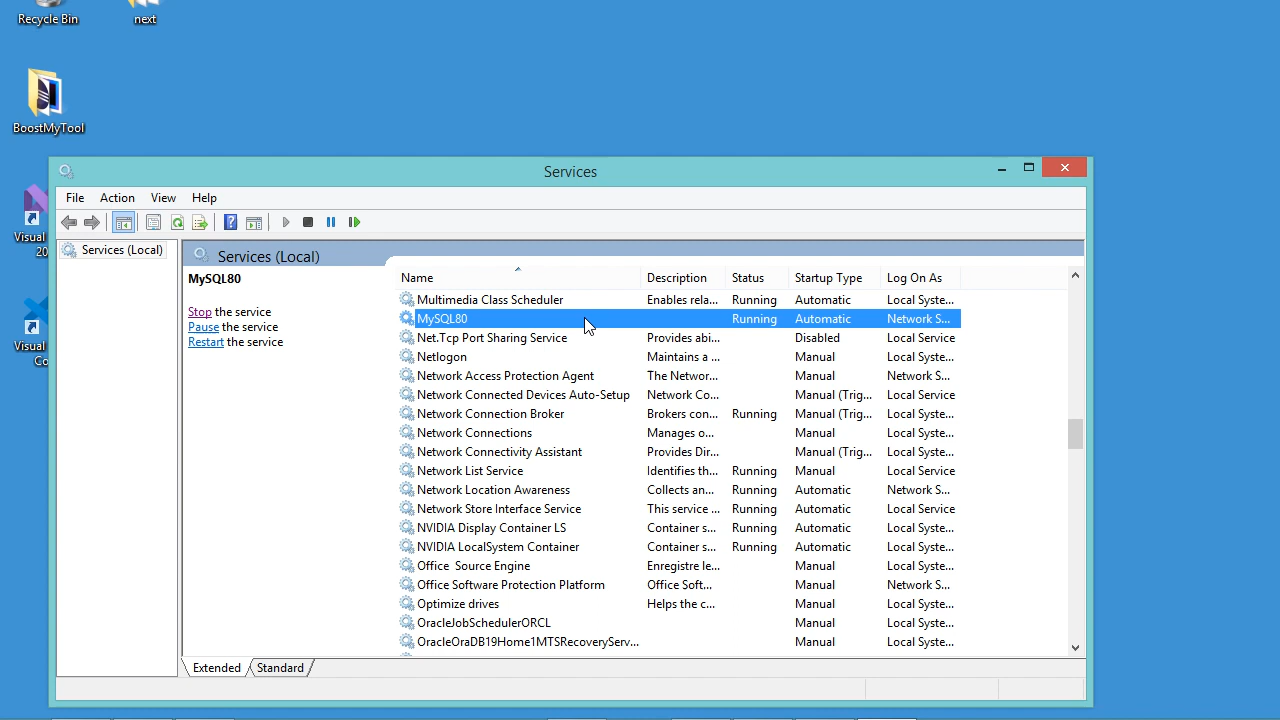 Recycle Bin
next
BoostMyTool
Visual
20
Visual
Co
Services
File Action View Help
Services (Local)
Services (Local)
MySQL80
Stop the service
Pause the service
Restart the service
Name Description Status Startup Type Log On As
Multimedia Class Scheduler Enables rela... Running Automatic Local Syste...
MySQL80 Running Automatic Network S...
Net.Tcp Port Sharing Service Provides abi... Disabled Local Service
Netlogon Maintains a ... Manual Local Syste...
Network Access Protection Agent The Networ... Manual Network S...
Network Connected Devices Auto-Setup Network Co... Manual (Trig... Local Service
Network Connection Broker Brokers con... Running Manual (Trig... Local Syste...
Network Connections Manages o... Manual Local Syste...
Network Connectivity Assistant Provides Dir... Manual (Trig... Local Syste...
Network List Service Identifies th... Running Manual Local Service
Network Location Awareness Collects an... Running Automatic Network S...
Network Store Interface Service This service ... Running Automatic Local Service
NVIDIA Display Container LS Container s... Running Automatic Local Syste...
NVIDIA LocalSystem Container Container s... Running Automatic Local Syste...
Office  Source Engine Enregistre le... Manual Local Syste...
Office Software Protection Platform Office Soft... Manual Network S...
Optimize drives Helps the c... Manual Local Syste...
OracleJobSchedulerORCL Manual Local Syste...
OracleOraDB19Home1MTSRecoveryServ... Manual Local Syste...
Extended Standard